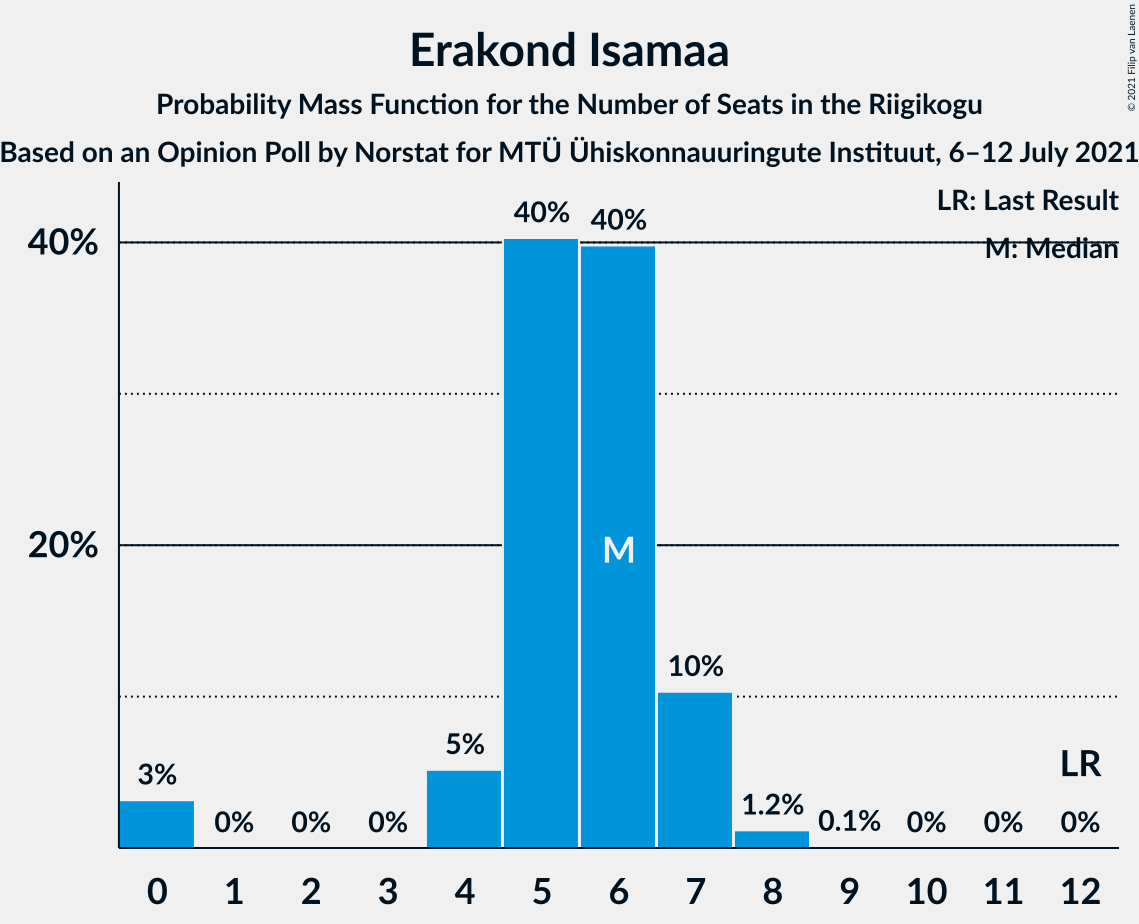 Erakond Isamaa
Probability Mass Function for the Number of Seats in the Riigikogu
Based on an Opinion Poll by Norstat for MTÜ Ühiskonnauuringute Instituut, 6–12 July 2021
© 2021 Filip van Laenen
LR: Last Result
M: Median
40%
20%
3%
0%
0%
0%
5%
40%
40%
10%
1.2%
0.1%
0%
0%
0%
M
LR
0 1 2 3 4 5 6 7 8 9 10 11 12